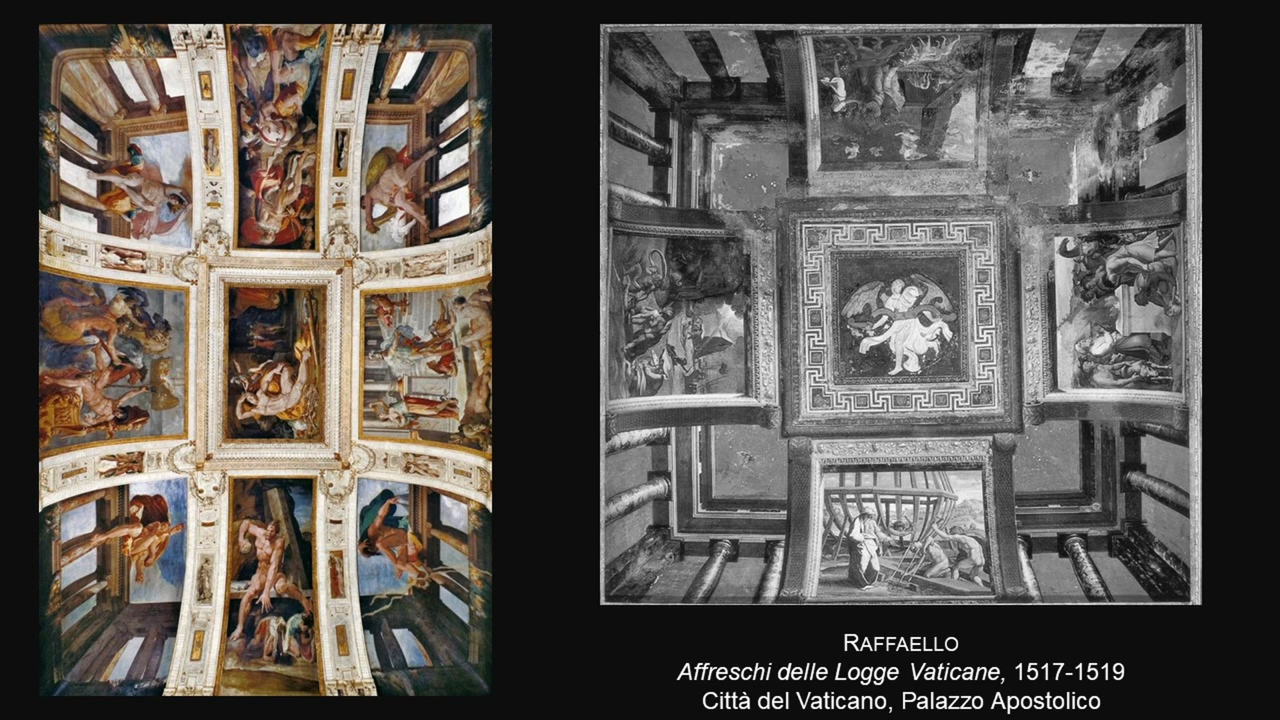 RAFFAELLO
Affreschi delle Logge Vaticane, 1517-1519
Città del Vaticano, Palazzo Apostolico